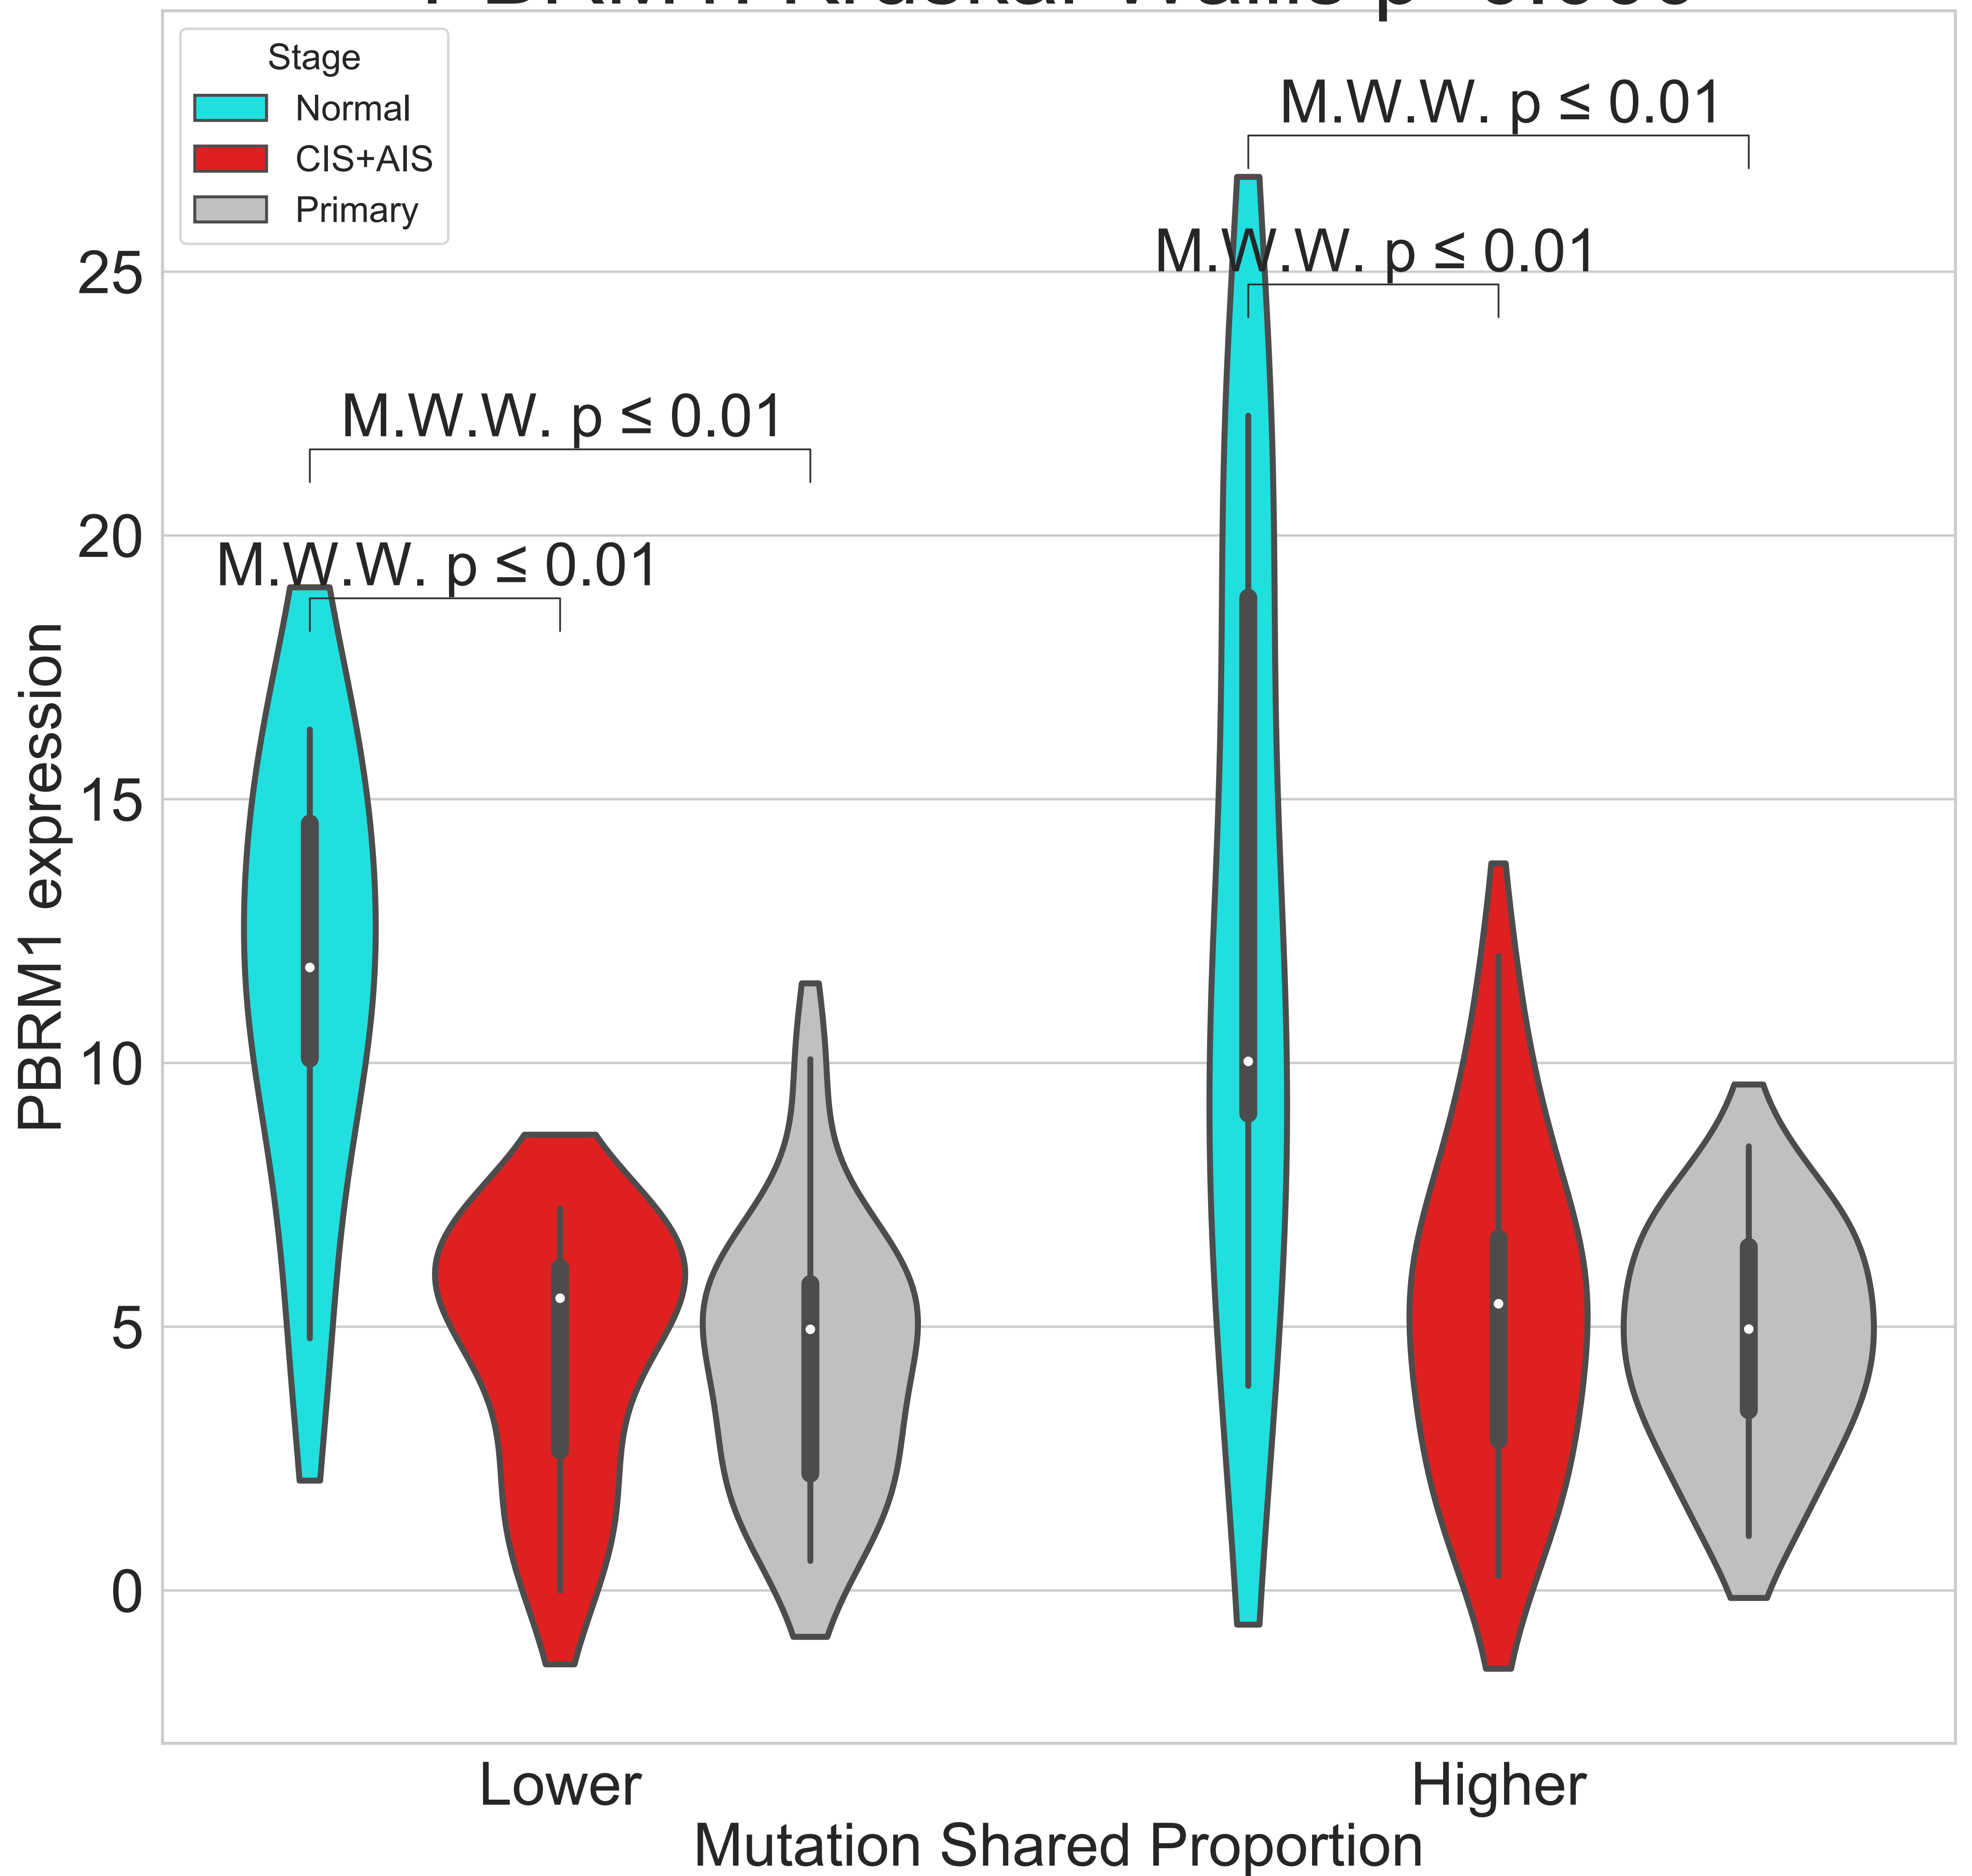 Stage
Normal
CIS+AIS
Primary
M.W.W. p ≤ 0.01
M.W.W. p ≤ 0.01
M.W.W. p ≤ 0.01
M.W.W. p ≤ 0.01
25
20
15
10
5
0
PBRM1 expression
Lower
Higher
Mutation Shared Proportion